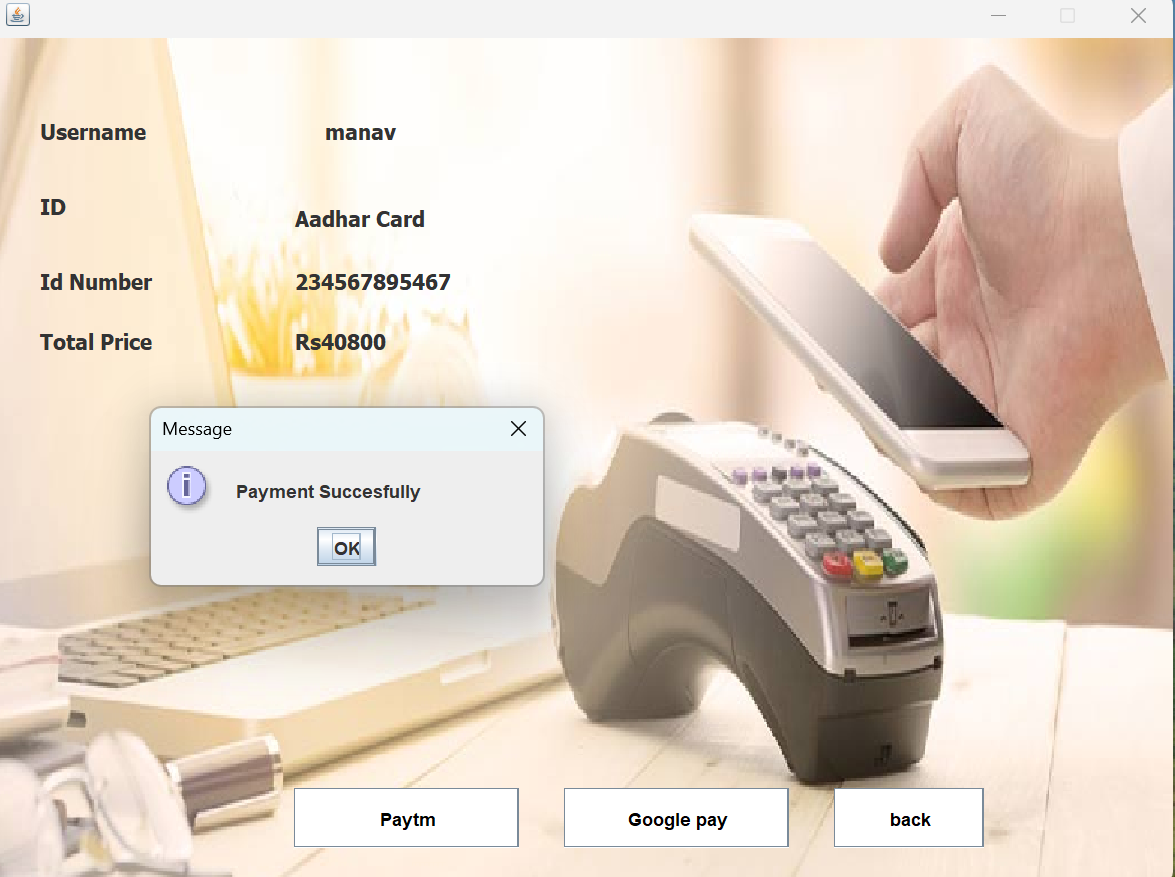 Username manav
ID Aadhar Card
Id Number 234567895467
Total Price Rs40800
Message
Payment Succesfully
OK
Paytm Google pay back